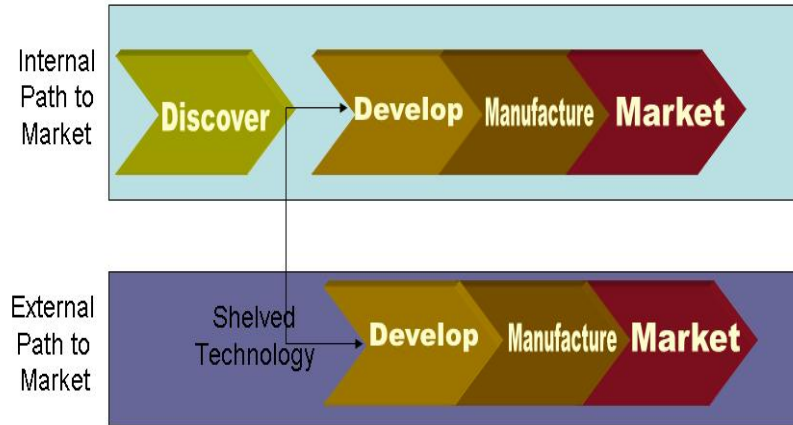 Internal
Path to
Market
Discover
Develop
Manufacture
Market
External
Path to
Market
Shelved
Technology
Develop
Manufacture
Market